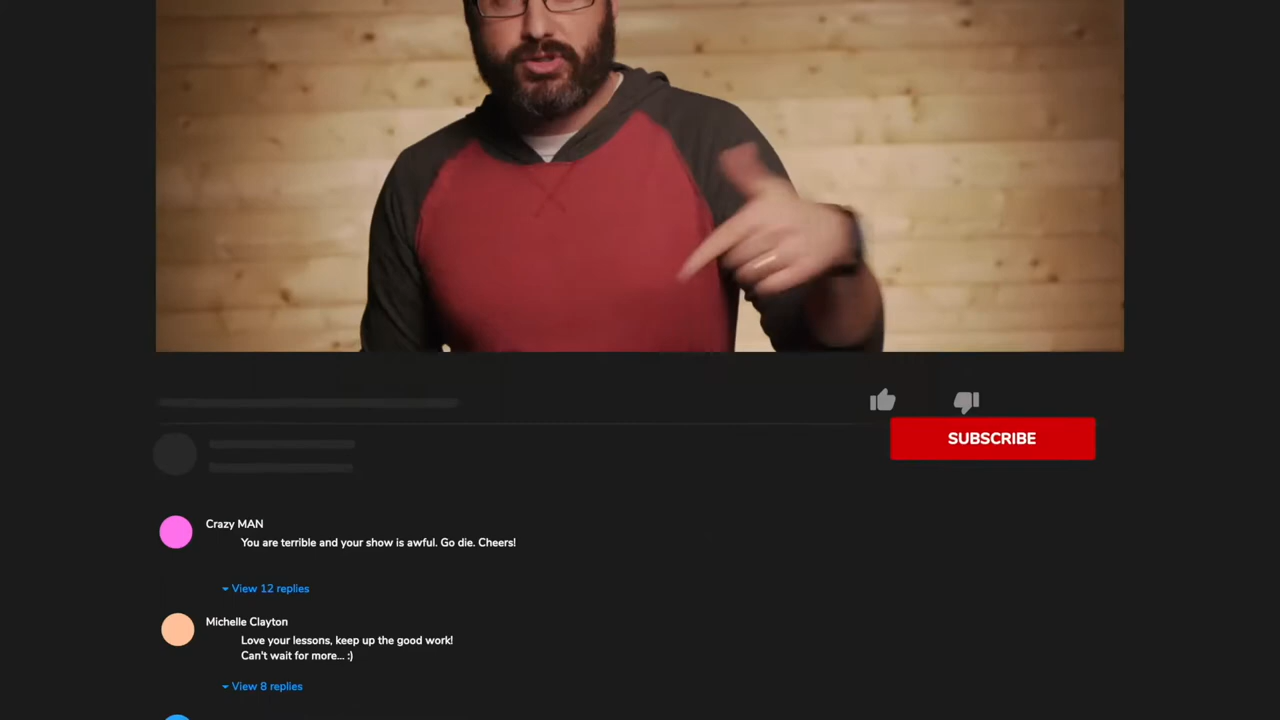 SUBSCRIBE
Crazy MAN
You are terrible and your show is awful. Go die. Cheers!
View 12 replies
Michelle Clayton
Love your lessons, keep up the good work!
Can't wait for more... :)
View 8 replies